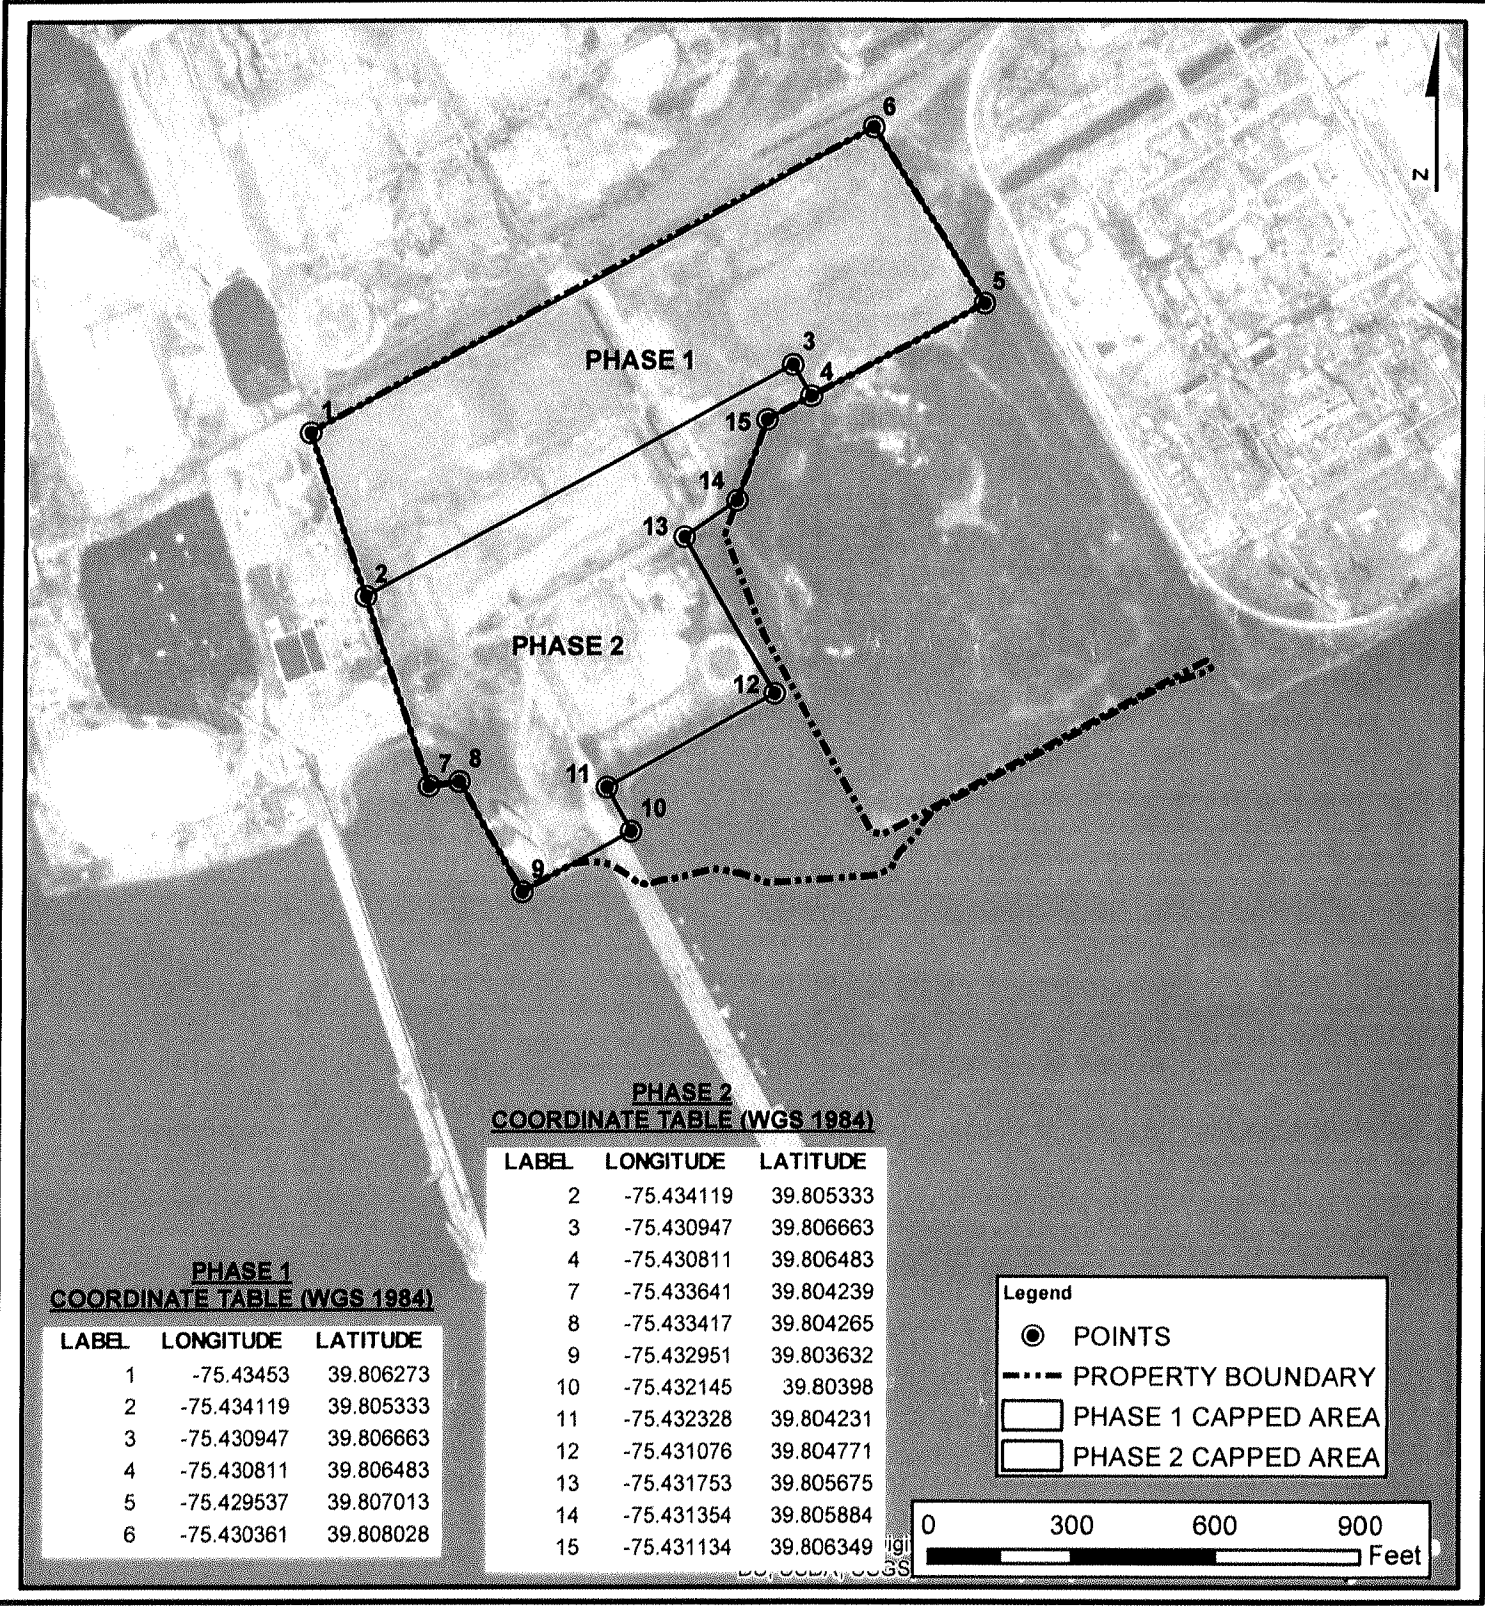 N
6
5
3
PHASE 1
4
1
15
14
13
2
PHASE 2
12
7 8
11
10
9
PHASE 2
COORDINATE TABLE (WGS 1984)
LABEL LONGITUDE LATITUDE
2 -75.434119 39.805333
3 -75.430947 39.806663
4 -75.430811 39.806483
7 -75.433641 39.804239
8 -75.433417 39.804265
9 -75.432951 39.803632
10 -75.432145 39.80398
11 -75.432328 39.804231
12 -75.431076 39.804771
13 -75.431753 39.805675
14 -75.431354 39.805884
15 -75.431134 39.806349
PHASE 1
COORDINATE TABLE (WGS 1984)
LABEL LONGITUDE LATITUDE
1 -75.43453 39.806273
2 -75.434119 39.805333
3 -75.430947 39.806663
4 -75.430811 39.806483
5 -75.429537 39.807013
6 -75.430361 39.808028
Legend
POINTS
PROPERTY BOUNDARY
PHASE 1 CAPPED AREA
PHASE 2 CAPPED AREA
0 300 600 900
Feet